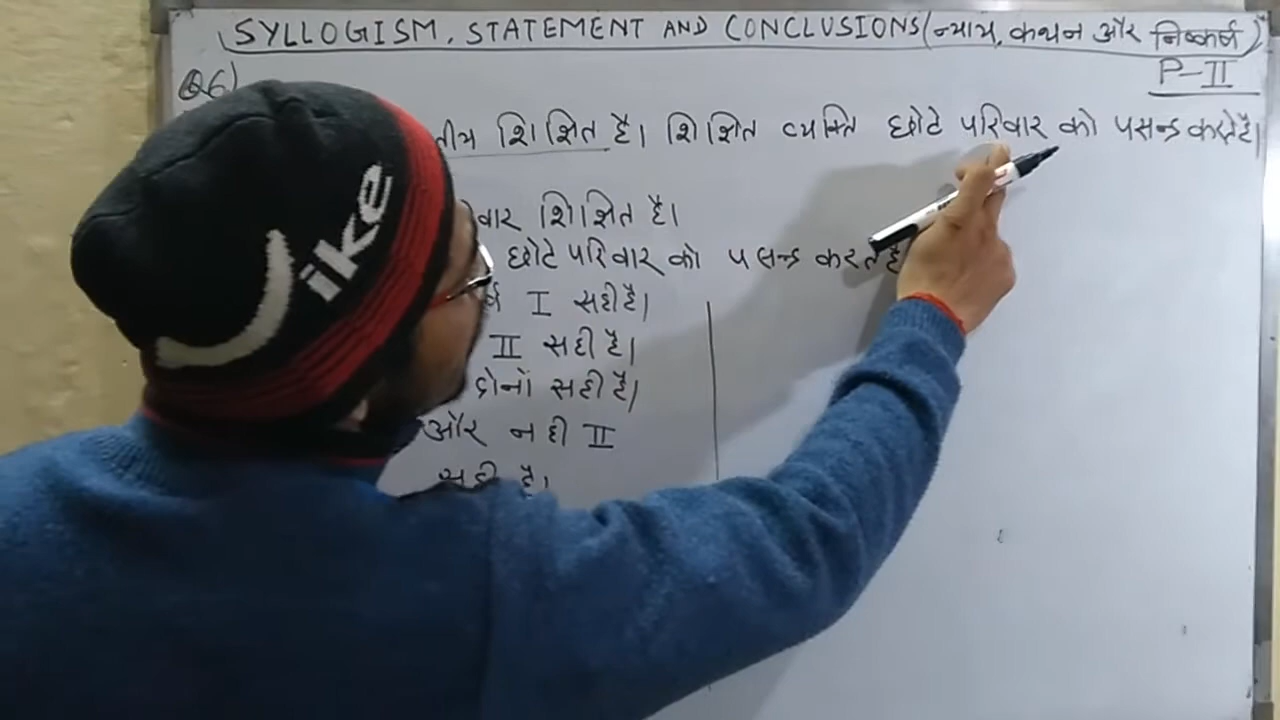 SYLLOGISM, STATEMENT AND CONCLUSIONS (न्याय, कथन और निष्कर्ष)
P-II
Q6)
तीय शिक्षित है। शिक्षित व्यक्ति छोटे परिवार को पसन्द करते है।
वार शिक्षित है।
छोटे परिवार को पसन्द करते है
र्ष I सही है।
II सही है।
दोनों सही है।
और न ही II
सही है।
ike